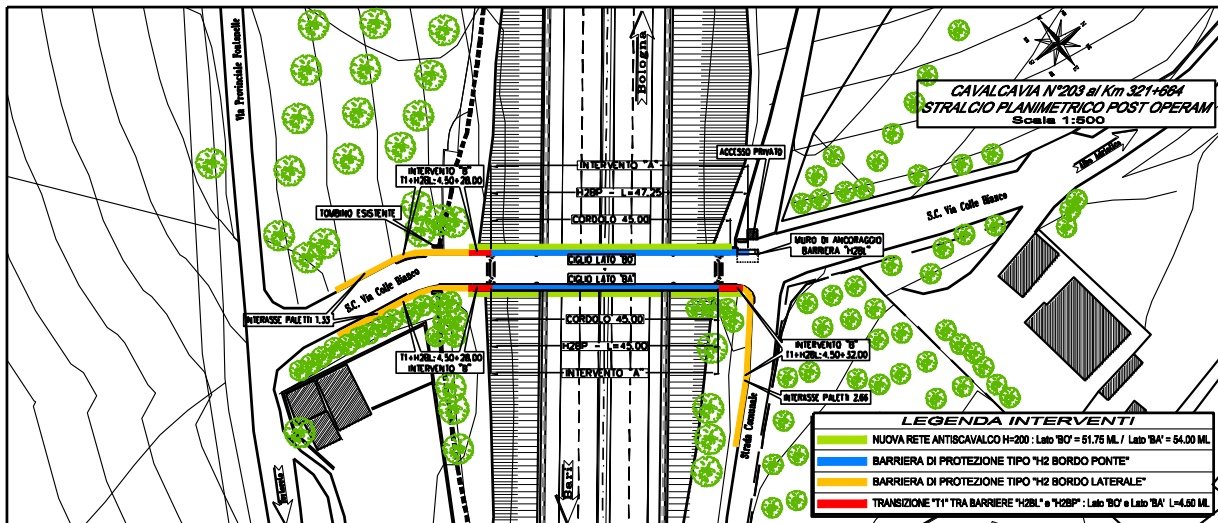 Via Provinciale Fontanelle
Bologna
CAVALCAVIA N°203 al Km 321+664
STRALCIO PLANIMETRICO POST OPERAM
Scala 1:500
ACCESSO PRIVATO
INTERVENTO "A"
INTERVENTO "B"
T1+H2BL=4.50+28.00
H2BP - L=47.25
TOMBINO ESISTENTE
CORDOLO 45.00
S.C. Via Colle Bianco
MURO DI ANCORAGGIO
BARRIERA "H2BL"
CIGLIO LATO 'BO'
CIGLIO LATO 'BA'
S.C. Via Colle Bianco
INTERASSE PALETTI 1.33
CORDOLO 45.00
H2BP - L=45.00
T1+H2BL=4.50+28.00
INTERVENTO "B"
INTERVENTO "A"
INTERVENTO "B"
T1+H2BL=4.50+32.00
INTERASSE PALETTI 2.66
Strada Comunale
Bari
LEGENDA INTERVENTI
NUOVA RETE ANTISCAVALCO H=200 : Lato 'BO' = 51.75 ML / Lato 'BA' = 54.00 ML
BARRIERA DI PROTEZIONE TIPO "H2 BORDO PONTE"
BARRIERA DI PROTEZIONE TIPO "H2 BORDO LATERALE"
TRANSIZIONE "T1" TRA BARRIERE "H2BL" e "H2BP" : Lato 'BO' e Lato 'BA' L=4.50 ML